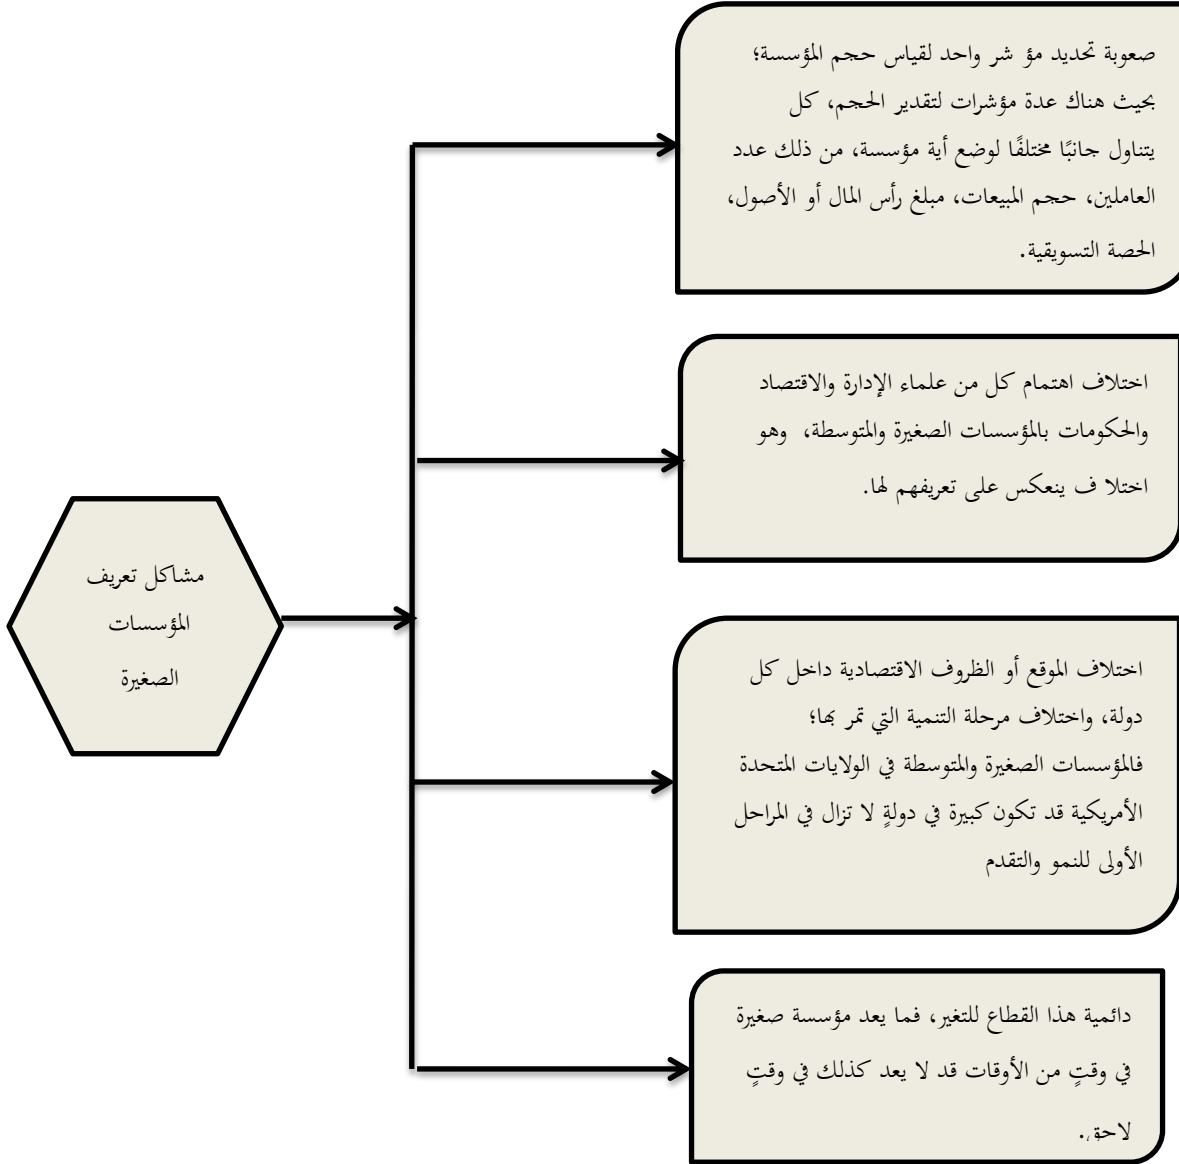 صعوبة تحديد مؤ شر واحد لقياس حجم المؤسسة؛
بحيث هناك عدة مؤشرات لتقدير الحجم، كل
يتناول جانبًا مختلفًا لوضع أية مؤسسة، من ذلك عدد
العاملين، حجم المبيعات، مبلغ رأس المال أو الأصول،
الحصة التسويقية.
اختلاف اهتمام كل من علماء الإدارة والاقتصاد
والحكومات بالمؤسسات الصغيرة والمتوسطة، وهو
اختلا ف ينعكس على تعريفهم لها.
مشاكل تعريف
المؤسسات
الصغيرة
اختلاف الموقع أو الظروف الاقتصادية داخل كل
دولة، واختلاف مرحلة التنمية التي تمر بها؛
فالمؤسسات الصغيرة والمتوسطة في الولايات المتحدة
الأمريكية قد تكون كبيرة في دولةٍ لا تزال في المراحل
الأولى للنمو والتقدم
دائمية هذا القطاع للتغير، فما يعد مؤسسة صغيرة
في وقتٍ من الأوقات قد لا يعد كذلك في وقتٍ
لاحق.